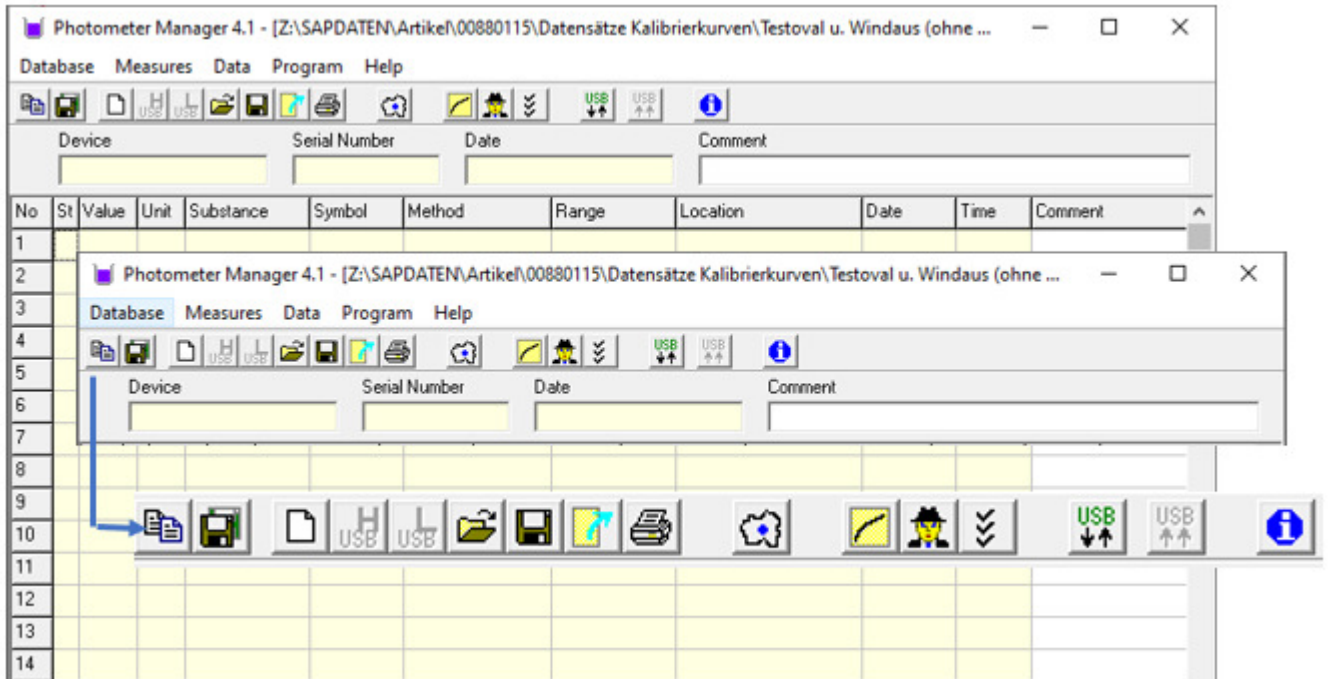 Photometer Manager 4.1 - [Z:\SAPDATEN\Artikel\00880115\Datensätze Kalibrierkurven\Testoval u. Windaus (ohne ...
Database Measures Data Program Help
USB USB USB USB
Device Serial Number Date Comment
No St Value Unit Substance Symbol Method Range Location Date Time Comment
1
2
3
4
5
6
7
8
9
10
11
12
13
14
Photometer Manager 4.1 - [Z:\SAPDATEN\Artikel\00880115\Datensätze Kalibrierkurven\Testoval u. Windaus (ohne ...
Database Measures Data Program Help
USB USB USB USB
Device Serial Number Date Comment
H USB L USB USB USB